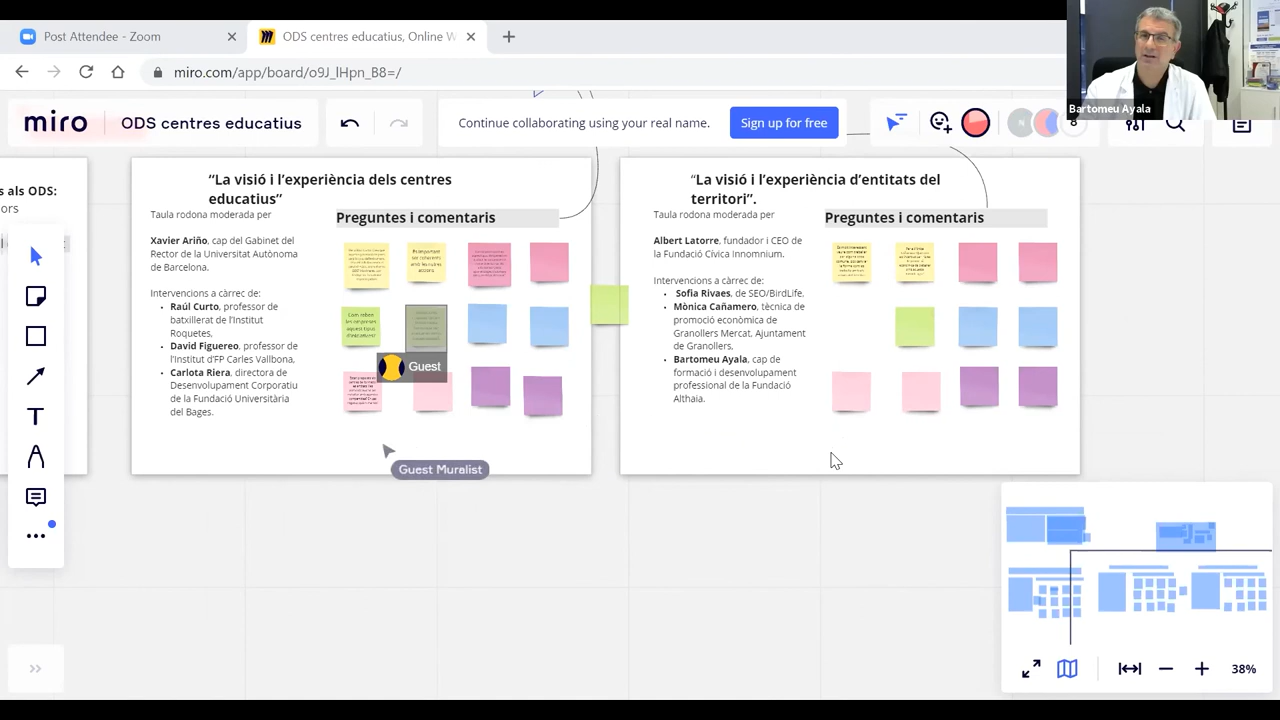 Post Attendee - Zoom
ODS centres educatius, Online W
miro.com/app/board/o9J_lHpn_B8=/
Bartomeu Ayala
miro
ODS centres educatius
Continue collaborating using your real name.
Sign up for free
8
s als ODS:
ors
“La visió i l’experiència dels centres
educatius”
Taula rodona moderada per
Xavier Ariño, cap del Gabinet del
Rector de la Universitat Autònoma
de Barcelona.
Intervencions a càrrec de:
• Raúl Curto, professor de
batxillerat de l’Institut
Roquetes,
• David Figuereo, professor de
l’Institut d’FP Carles Vallbona,
• Carlota Riera, directora de
Desenvolupament Corporatiu
de la Fundació Universitària
del Bages.
Preguntes i comentaris
Guest
Guest Muralist
“La visió i l’experiència d’entitats del
territori”.
Taula rodona moderada per
Albert Latorre, fundador i CEO de
la Fundació Cívica Innomnium.
Intervencions a càrrec de:
• Sofia Rivaes, de SEO/BirdLife,
• Mònica Cañamero, tècnica de
promoció econòmica de
Granollers Mercat, Ajuntament
de Granollers,
• Bartomeu Ayala, cap de
formació i desenvolupament
professional de la Fundació
Althaia.
Preguntes i comentaris
38%